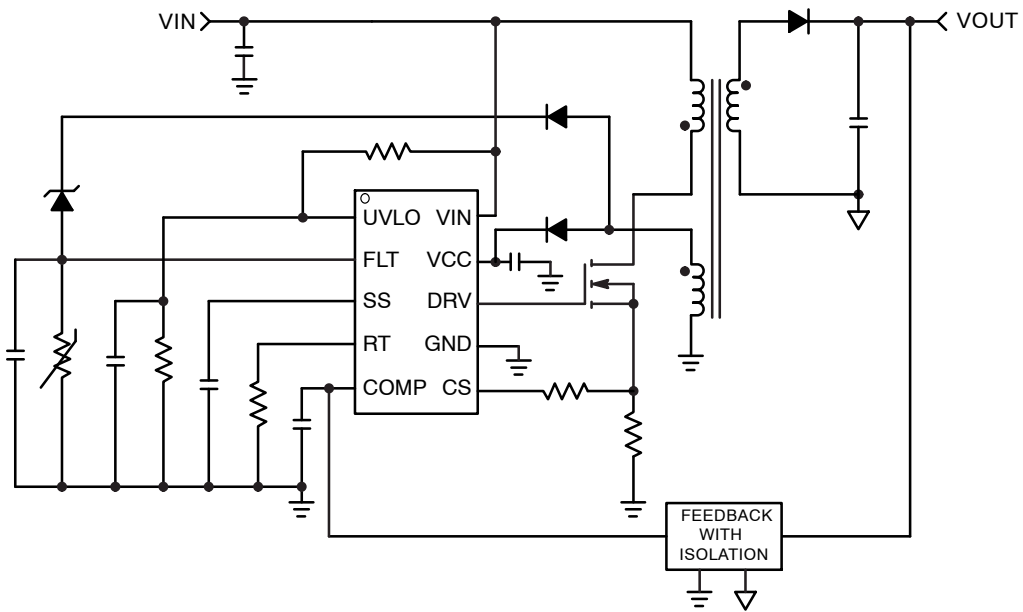 VIN
VOUT
UVLO VIN
FLT VCC
SS DRV
RT GND
COMP CS
FEEDBACK
WITH
ISOLATION